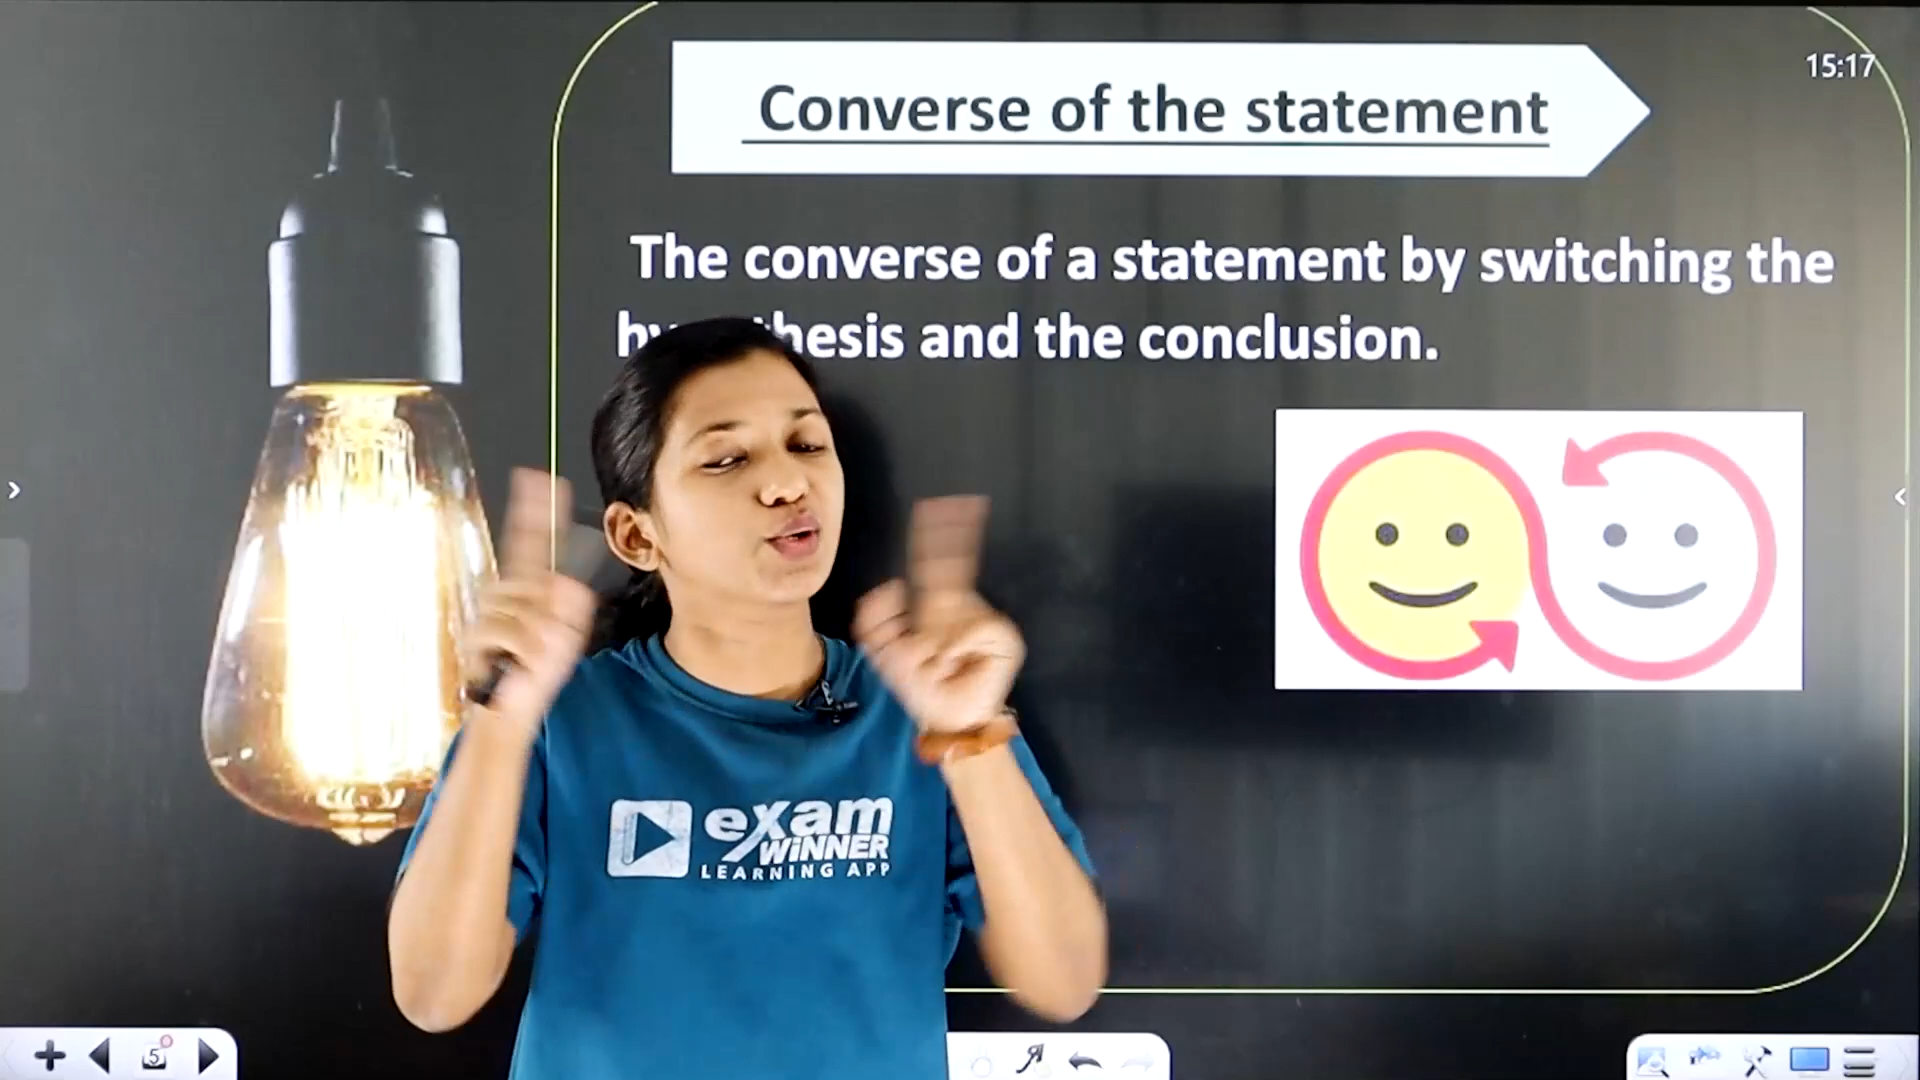 Converse of the statement
15:17
The converse of a statement by switching the
and the conclusion.
exam
WINNER
LEARNING APP
5